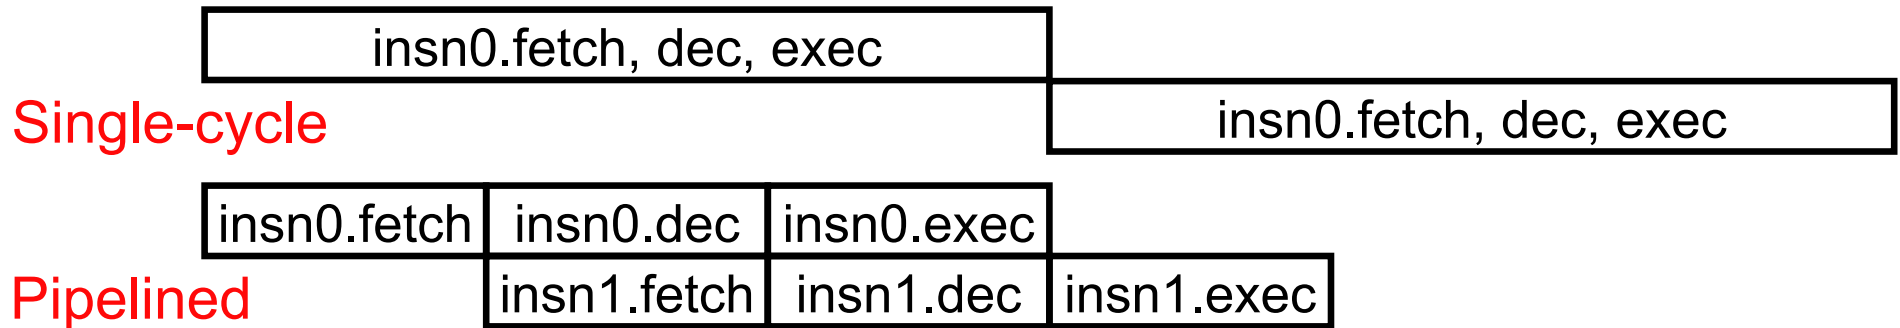 insn0.fetch, dec, exec
Single-cycle
insn0.fetch, dec, exec
insn0.fetch insn0.dec insn0.exec
Pipelined
insn1.fetch insn1.dec insn1.exec